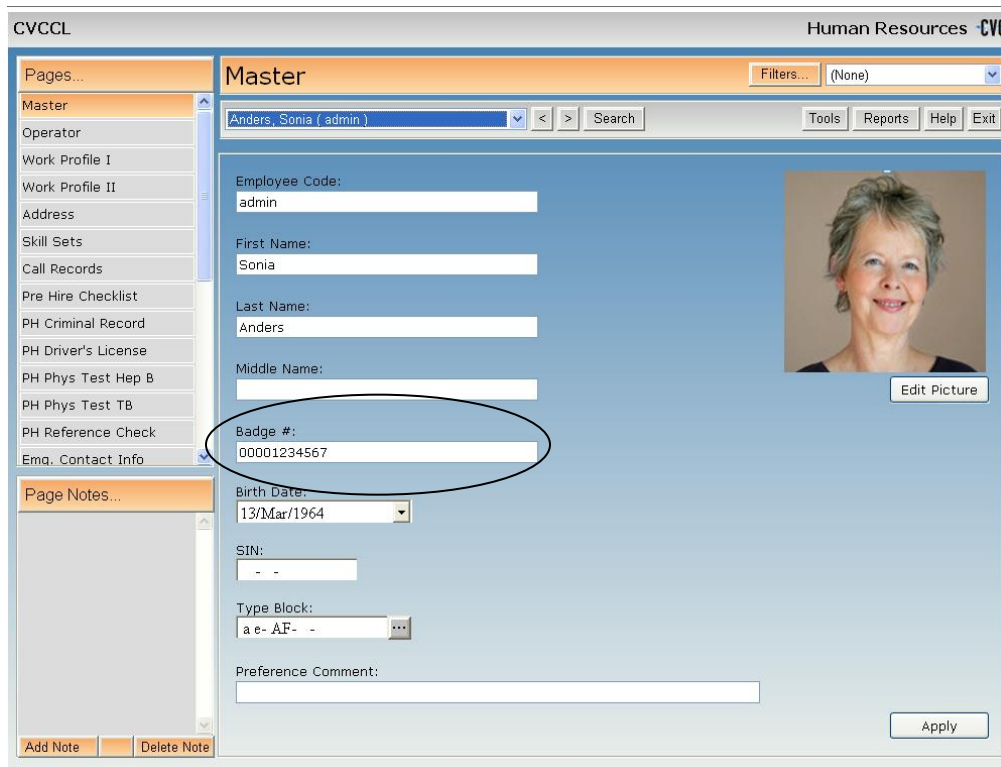 CVCCL
Human Resources
Pages...
Master
Operator
Work Profile I
Work Profile II
Address
Skill Sets
Call Records
Pre Hire Checklist
PH Criminal Record
PH Driver's License
PH Phys Test Hep B
PH Phys Test TB
PH Reference Check
Emg. Contact Info
Page Notes...
Add Note
Delete Note
Master
Filters...
(None)
Anders, Sonia ( admin )
<
>
Search
Tools
Reports
Help
Exit
Employee Code:
admin
First Name:
Sonia
Last Name:
Anders
Middle Name:
Badge #:
00001234567
Birth Date:
13/Mar/1964
SIN:
- -
Type Block:
a e- AF- -
...
Preference Comment:
Edit Picture
Apply